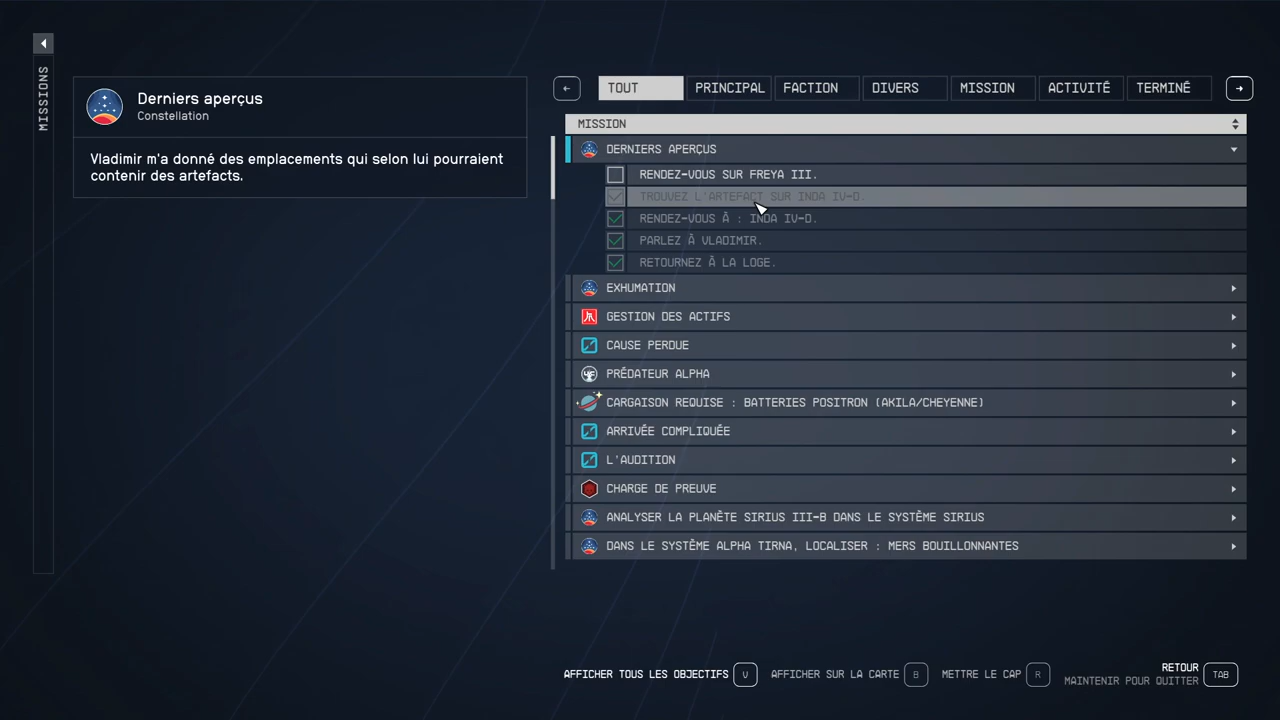 MISSIONS
Derniers aperçus
Constellation
Vladimir m'a donné des emplacements qui selon lui pourraient
contenir des artefacts.
TOUT PRINCIPAL FACTION DIVERS MISSION ACTIVITÉ TERMINÉ
MISSION
DERNIERS APERÇUS
RENDEZ-VOUS SUR FREYA III.
TROUVEZ L'ARTEFACT SUR INDA IV-D.
RENDEZ-VOUS À : INDA IV-D.
PARLEZ À VLADIMIR.
RETOURNEZ À LA LOGE.
EXHUMATION
GESTION DES ACTIFS
CAUSE PERDUE
PRÉDATEUR ALPHA
CARGAISON REQUISE : BATTERIES POSITRON (AKILA/CHEYENNE)
ARRIVÉE COMPLIQUÉE
L'AUDITION
CHARGE DE PREUVE
ANALYSER LA PLANÈTE SIRIUS III-B DANS LE SYSTÈME SIRIUS
DANS LE SYSTÈME ALPHA TIRNA, LOCALISER : MERS BOUILLONNANTES
AFFICHER TOUS LES OBJECTIFS V AFFICHER SUR LA CARTE B METTRE LE CAP R
RETOUR
MAINTENIR POUR QUITTER TAB